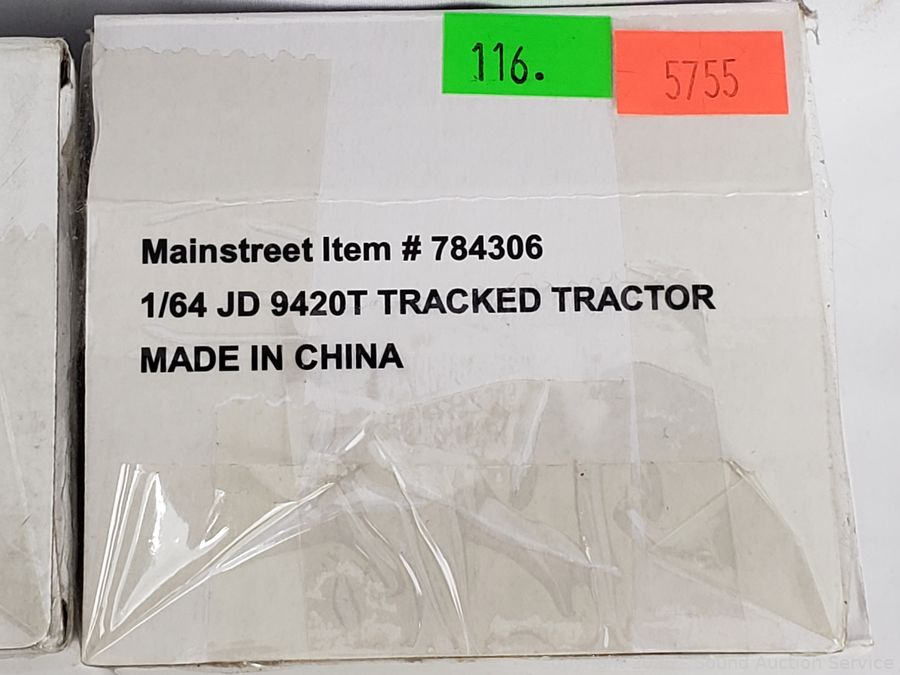 116.
5755
Mainstreet Item # 784306
1/64 JD 9420T TRACKED TRACTOR
MADE IN CHINA
Sound Auction Service